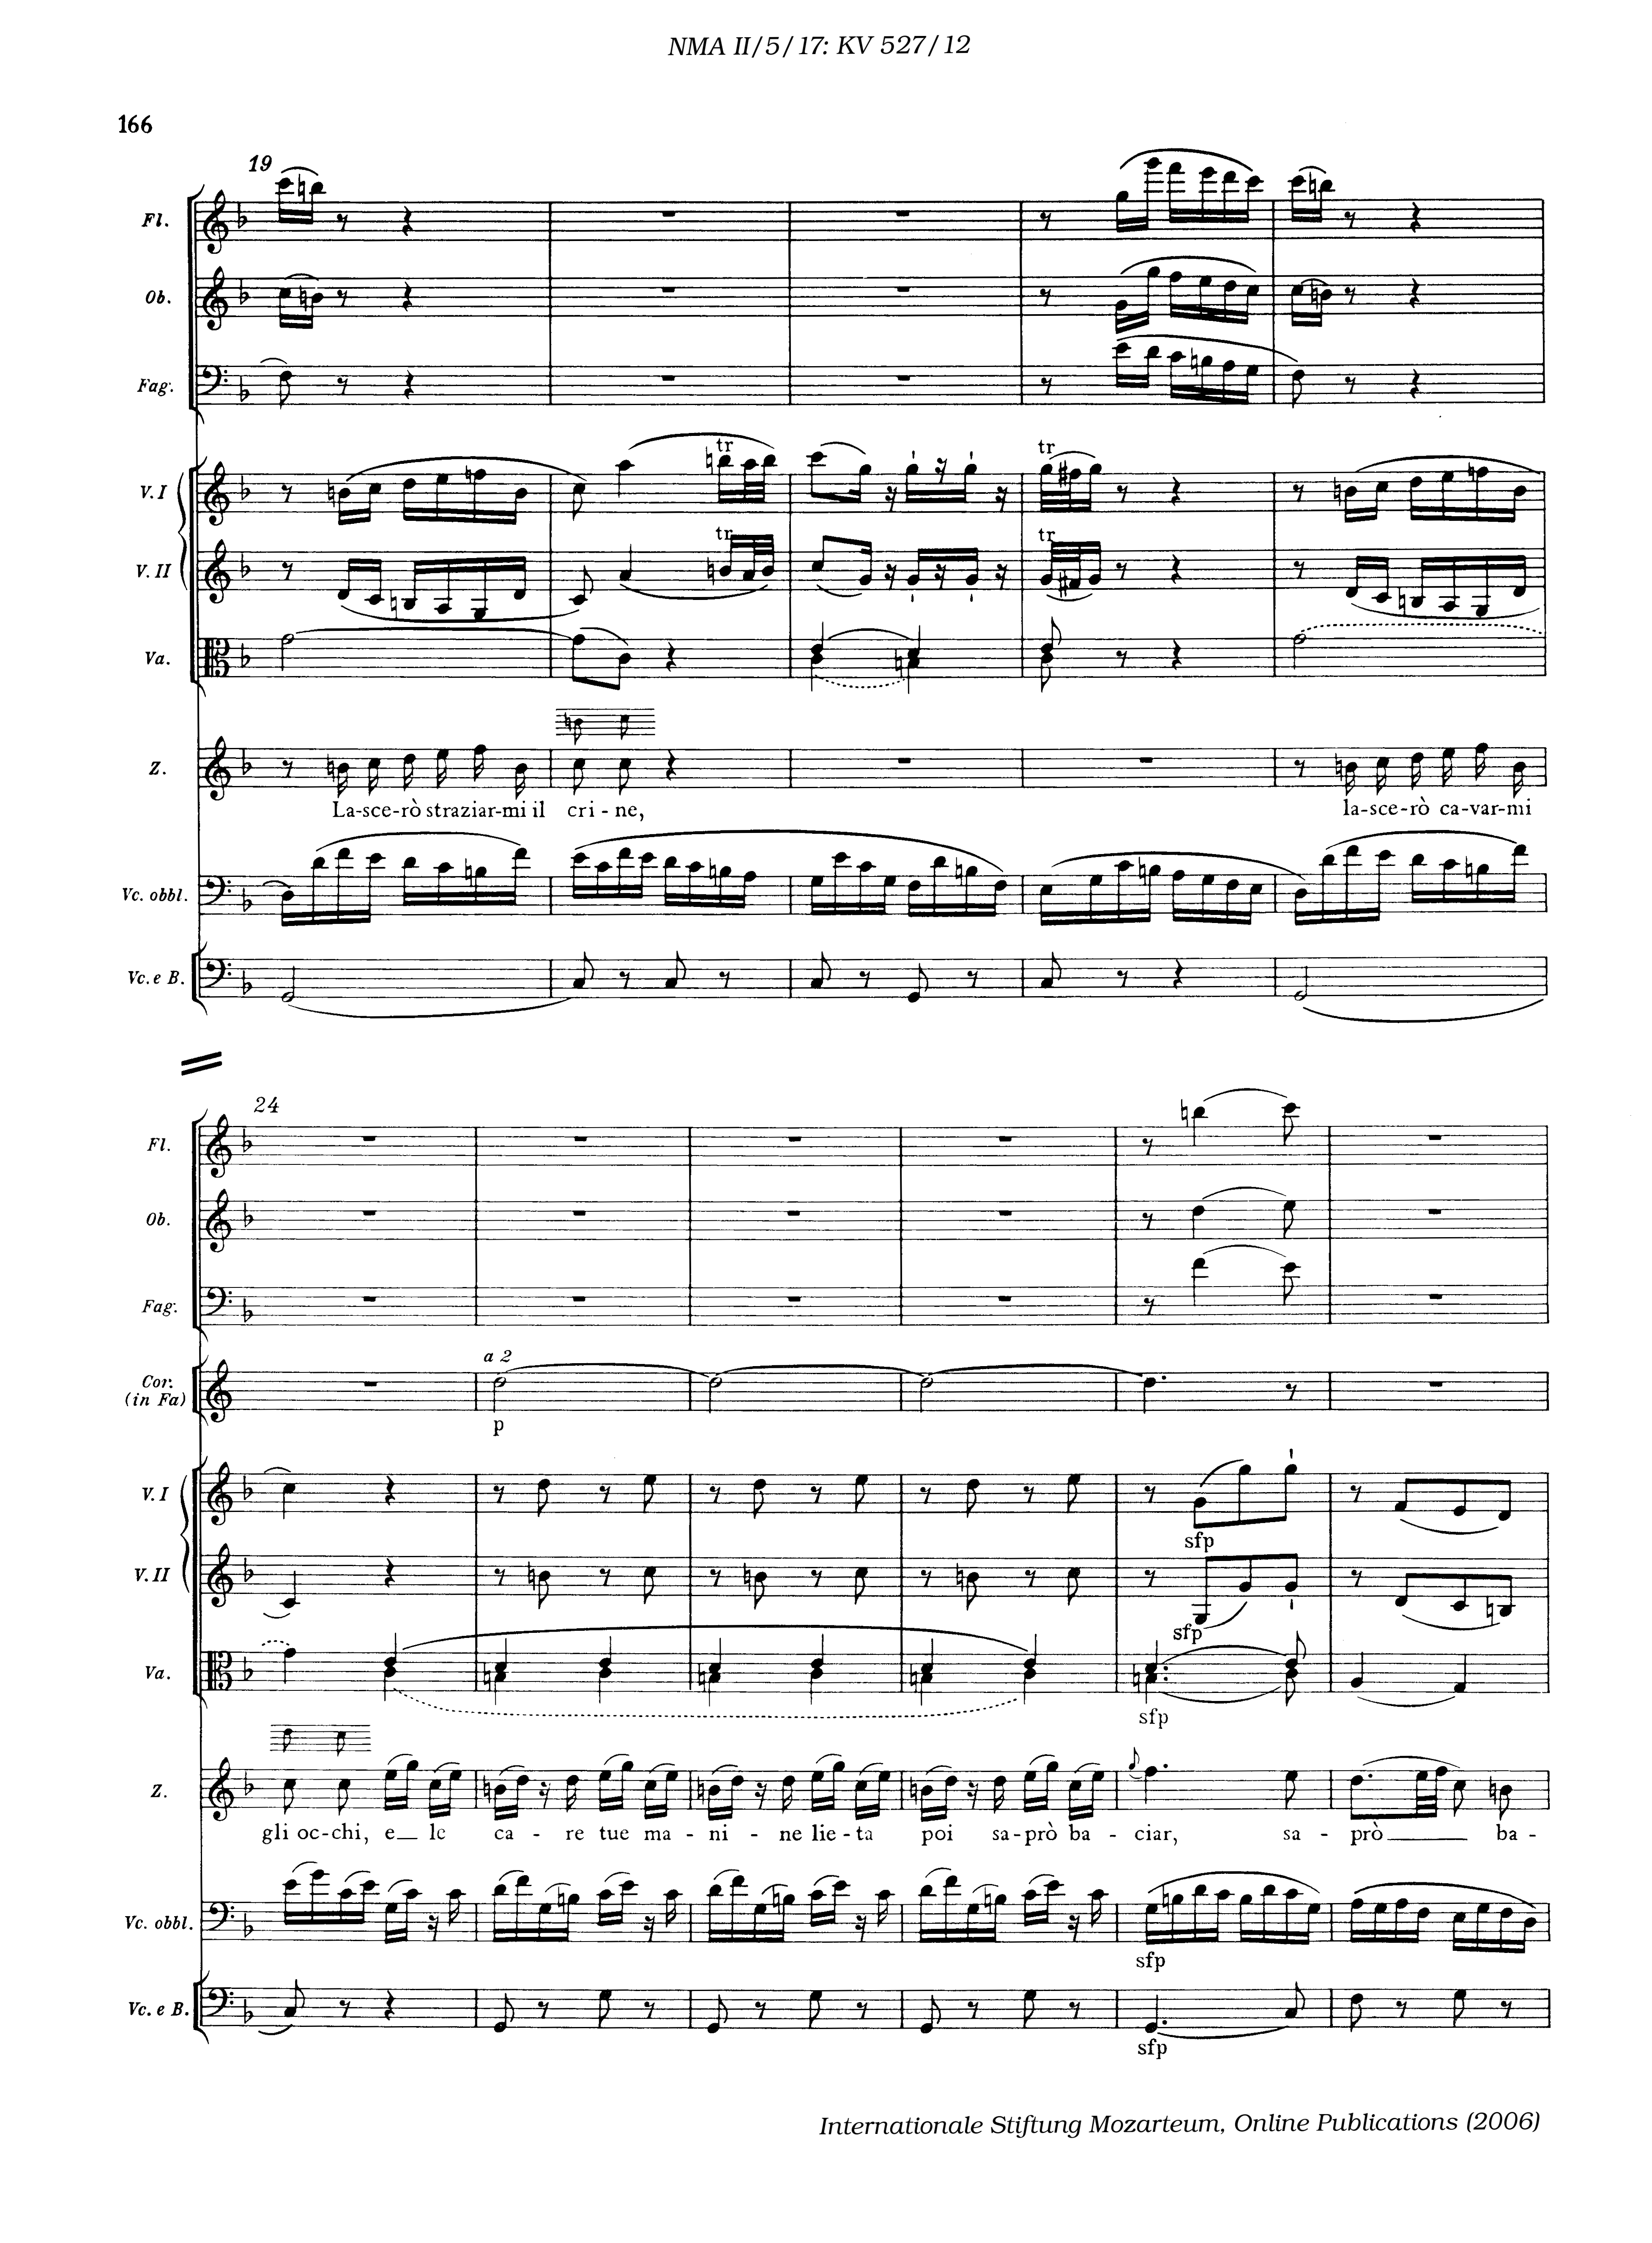 NMA II/5/17: KV 527/12
166
19
Fl.
Ob.
Fag.
tr tr
V. I
tr tr
V. II
Va.
Z.
La-sce-rò straziar-mi il cri-ne, la-sce-rò ca-var-mi
Vc. obbl.
Vc. e B.
24
Fl.
Ob.
Fag.
a 2
Cor.
(in Fa)
p
V. I
sfp
V. II
sfp
Va.
sfp
Z.
gli oc-chi, e le ca - re tue ma - ni - ne lie - ta poi sa-prò ba - ciar, sa - prò ba -
Vc. obbl.
sfp
Vc. e B.
sfp
Internationale Stiftung Mozarteum, Online Publications (2006)